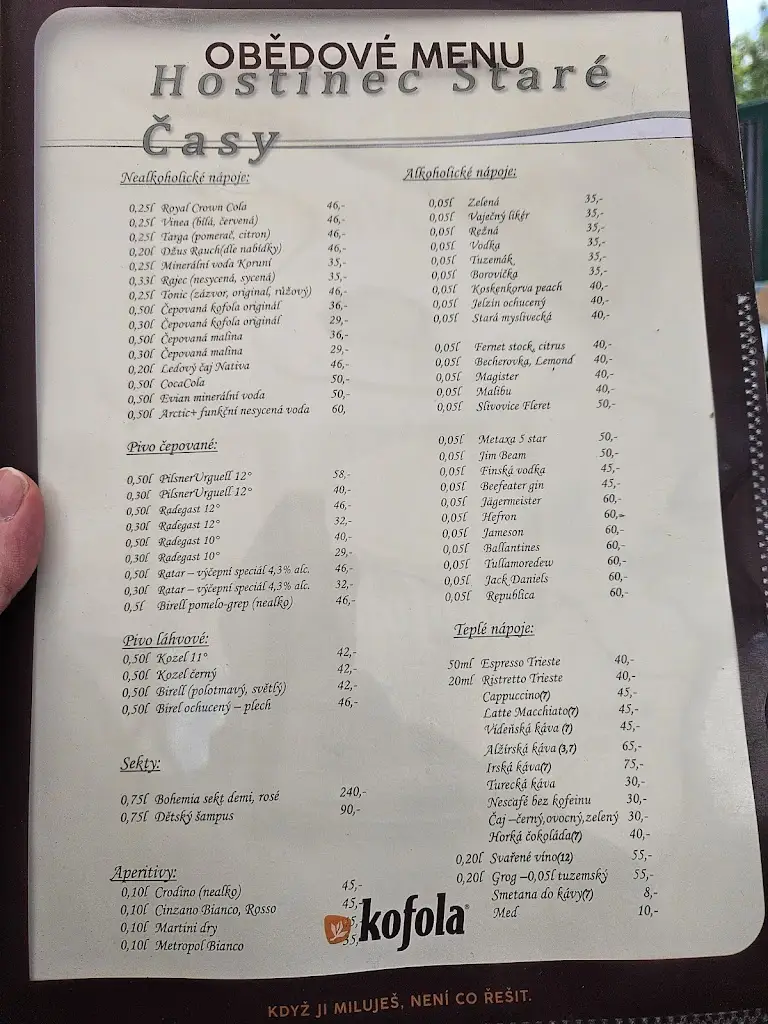 OBĚDOVÉ MENU
Hostinec Staré
Časy
Nealkoholické nápoje:
0,25l Royal Crown Cola 46,-
0,25l Vinea (bílá, červená) 46,-
0,25l Targa (pomerač, citron) 46,-
0,20l Džus Rauch(dle nabídky) 46,-
0,25l Minerální voda Koruní 35,-
0,33l Rajec (nesycená, sycená) 35,-
0,25l Tonic (zázvor, original, růžový) 46,-
0,50l Čepovaná kofola originál 36,-
0,30l Čepovaná kofola originál 29,-
0,50l Čepovaná malina 36,-
0,30l Čepovaná malina 29,-
0,20l Ledový čaj Nativa 46,-
0,50l CocaCola 50,-
0,50l Evian minerální voda 50,-
0,50l Arctic+ funkční nesycená voda 60,
Pivo čepované:
0,50l PilsnerUrguell 12° 58,-
0,30l PilsnerUrguell 12° 40,-
0,50l Radegast 12° 46,-
0,30l Radegast 12° 32,-
0,50l Radegast 10° 40,-
0,30l Radegast 10° 29,-
0,50l Ratar – výčepní speciál 4,3% alc. 46,-
0,30l Ratar – výčepní speciál 4,3% alc. 32,-
0,5l Birell pomelo-grep (nealko) 46,-
Pivo láhvové:
0,50l Kozel 11° 42,-
0,50l Kozel černý 42,-
0,50l Birell (polotmavý, světlý) 42,-
0,50l Birel ochucený – plech 46,-
Sekty:
0,75l Bohemia sekt demi, rosé 240,-
0,75l Dětský šampus 90,-
Aperitivy:
0,10l Crodino (nealko) 45,-
0,10l Cinzano Bianco, Rosso 45,-
0,10l Martini dry 5,-
0,10l Metropol Bianco 35,
Alkoholické nápoje:
0,05l Zelená 35,-
0,05l Vaječný likér 35,-
0,05l Režná 35,-
0,05l Vodka 35,-
0,05l Tuzemák 35,-
0,05l Borovička 35,-
0,05l Koskenkorva peach 40,-
0,05l Jelzin ochucený 40,-
0,05l Stará myslivecká 40,-
0,05l Fernet stock, citrus 40,-
0,05l Becherovka, Lemond 40,-
0,05l Magister 40,-
0,05l Malibu 40,-
0,05l Slivovice Fleret 50,-
0,05l Metaxa 5 star 50,-
0,05l Jim Beam 50,-
0,05l Finská vodka 45,-
0,05l Beefeater gin 45,-
0,05l Jägermeister 60,-
0,05l Hefron 60,-
0,05l Jameson 60,-
0,05l Ballantines 60,-
0,05l Tullamoredew 60,-
0,05l Jack Daniels 60,-
0,05l Republica 60,-
Teplé nápoje:
50ml Espresso Trieste 40,-
20ml Ristretto Trieste 40,-
Cappuccino(7) 45,-
Latte Macchiato(7) 45,-
Vídeňská káva (7) 45,-
Alžírská káva (3,7) 65,-
Irská káva(7) 75,-
Turecká káva 30,-
Nescafé bez kofeinu 30,-
Čaj –černý,ovocný,zelený 30,-
Horká čokoláda(7) 40,-
0,20l Svařené víno(12) 55,-
0,20l Grog –0,05l tuzemský 55,-
Smetana do kávy(7) 8,-
Med 10,-
kofola
KDYŽ JI MILUJEŠ, NENÍ CO ŘEŠIT.